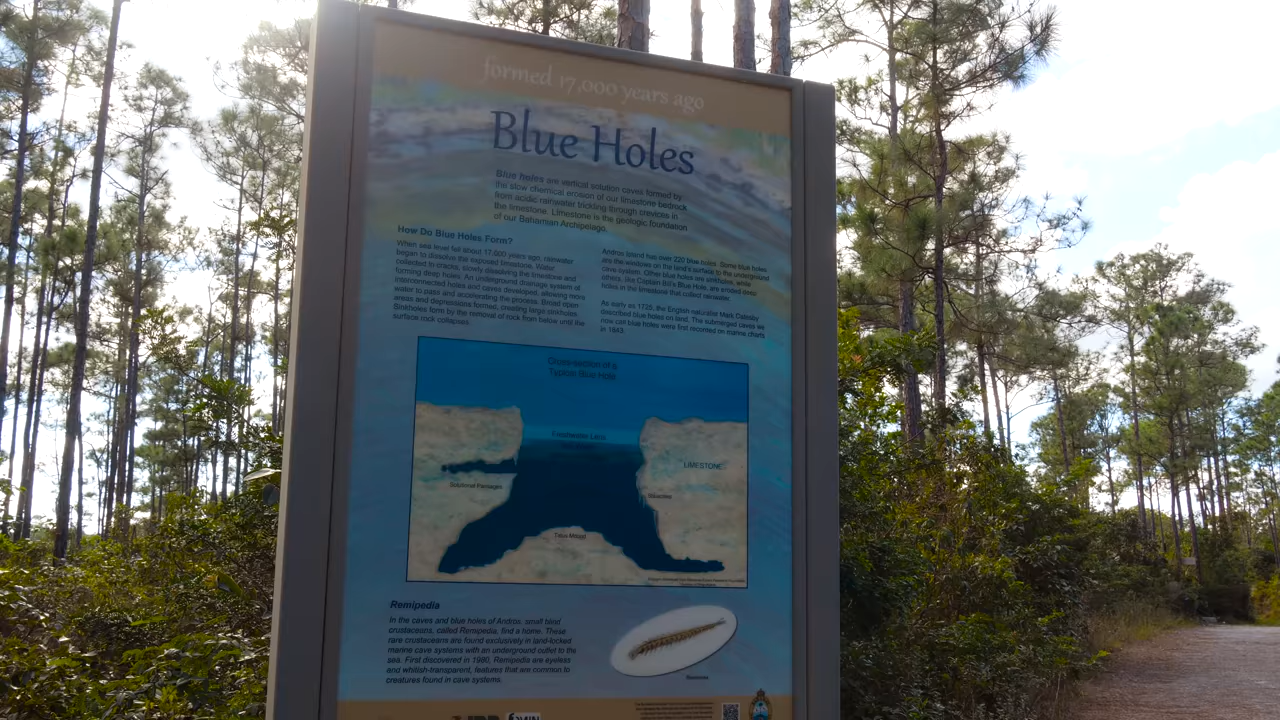 formed 17,000 years ago
Blue Holes
Blue holes are vertical solution caves formed by
the slow chemical erosion of our limestone bedrock
from acidic rainwater trickling through crevices in
the limestone. Limestone is the geologic foundation
of our Bahamian Archipelago.
How Do Blue Holes Form?
When sea level fell about 17,000 years ago, rainwater
began to dissolve the exposed limestone. Water
collected in cracks, slowly dissolving the limestone and
forming deep holes. An underground drainage system of
interconnected holes and caves developed, allowing more
water to pass and accelerating the process. Broad open
areas and depressions formed, creating large sinkholes.
Sinkholes form by the removal of rock from below until the
surface rock collapses.
Andros Island has over 220 blue holes. Some blue holes
are the windows on the land's surface to the underground
cave system. Other blue holes are sinkholes, while
others, like Captain Bill's Blue Hole, are eroded deep
holes in the limestone that collect rainwater.
As early as 1725, the English naturalist Mark Catesby
described blue holes on land. The submerged caves we
now call blue holes were first recorded on marine charts
in 1843.
Cross-section of a
Typical Blue Hole
Freshwater Lens
LIMESTONE
Solutional Passages
Talus Mound
Remipedia
In the caves and blue holes of Andros, small blind
crustaceans, called Remipedia, find a home. These
rare crustaceans are found exclusively in land-locked
marine cave systems with an underground outlet to the
sea. First discovered in 1980, Remipedia are eyeless
and whitish-transparent, features that are common to
creatures found in cave systems.